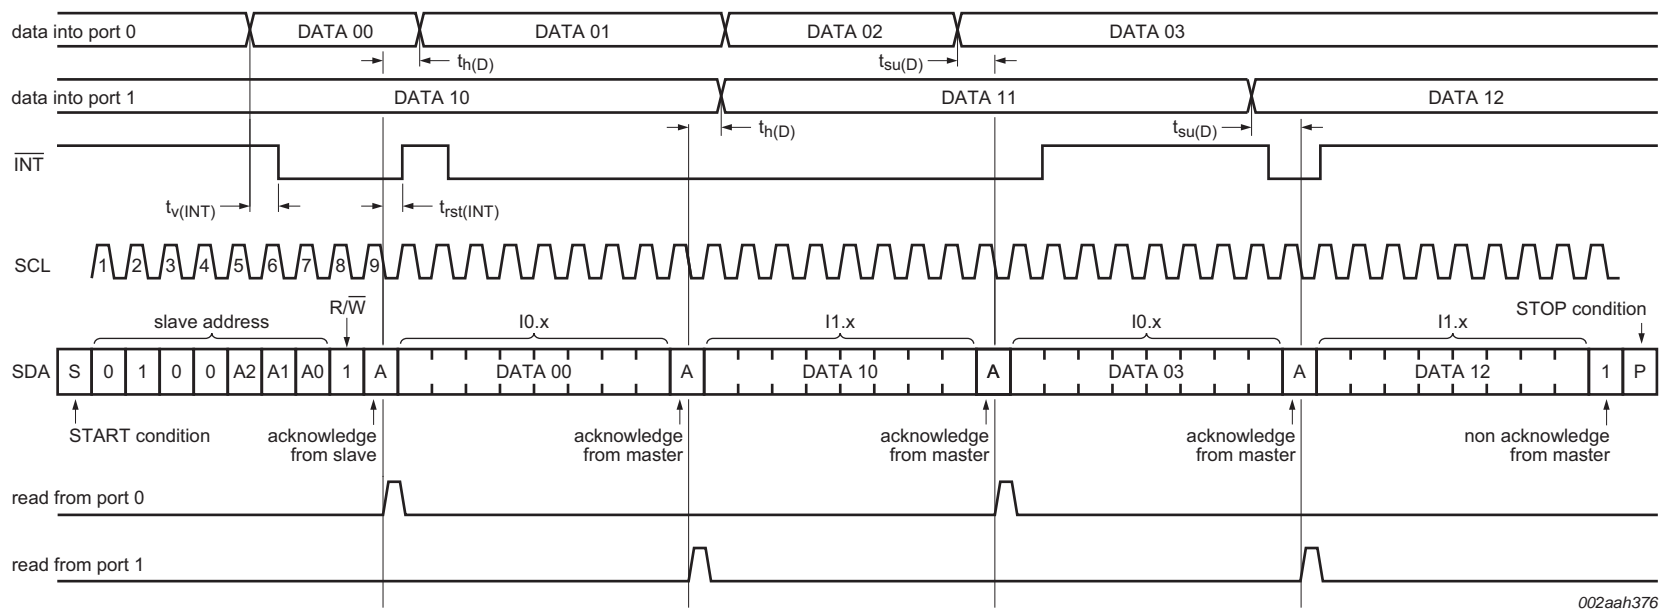 data into port 0 DATA 00 DATA 01 DATA 02 DATA 03
th(D) tsu(D)
data into port 1 DATA 10 DATA 11 DATA 12
th(D) tsu(D)
INT
tv(INT) trst(INT)
SCL 1 2 3 4 5 6 7 8 9
R/W
slave address I0.x I1.x I0.x I1.x STOP condition
SDA S 0 1 0 0 A2 A1 A0 1 A DATA 00 A DATA 10 A DATA 03 A DATA 12 1 P
START condition acknowledge acknowledge acknowledge acknowledge non acknowledge
from slave from master from master from master from master
read from port 0
read from port 1
002aah376